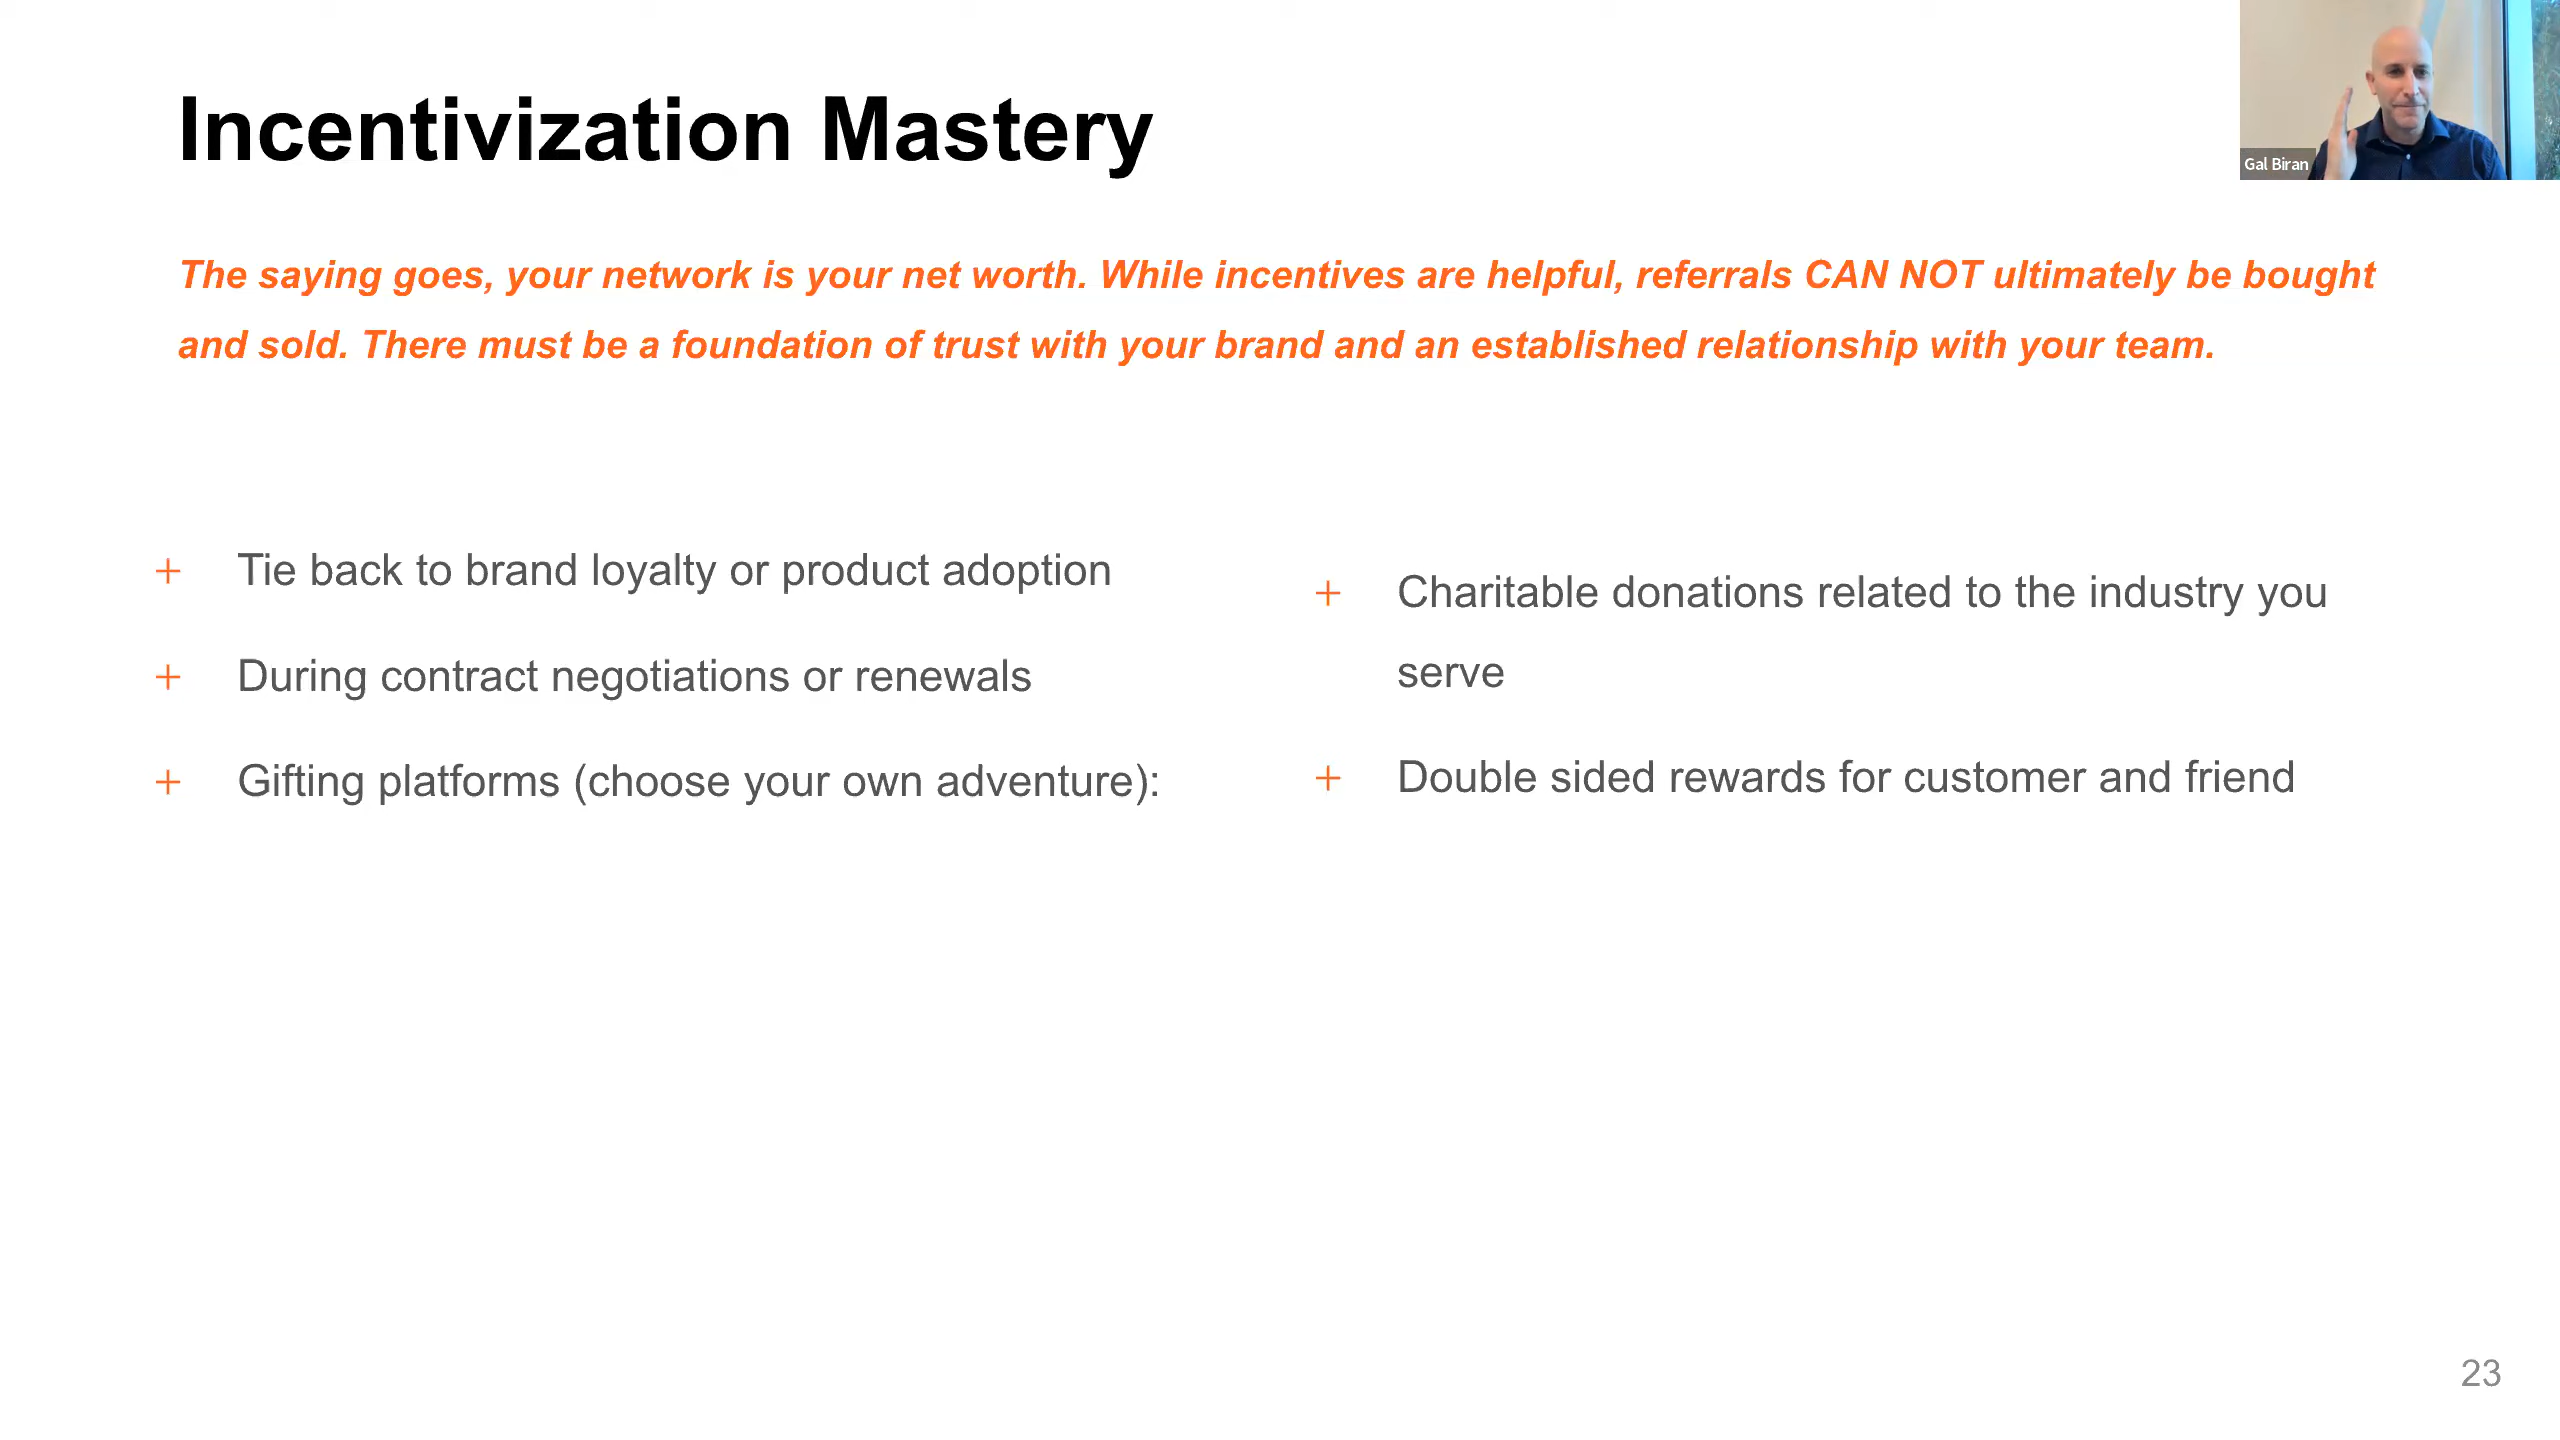 Incentivization Mastery
Gal Biran
The saying goes, your network is your net worth. While incentives are helpful, referrals CAN NOT ultimately be bought
and sold. There must be a foundation of trust with your brand and an established relationship with your team.
+ Tie back to brand loyalty or product adoption
+ During contract negotiations or renewals
+ Gifting platforms (choose your own adventure):
+ Charitable donations related to the industry you
serve
+ Double sided rewards for customer and friend
23